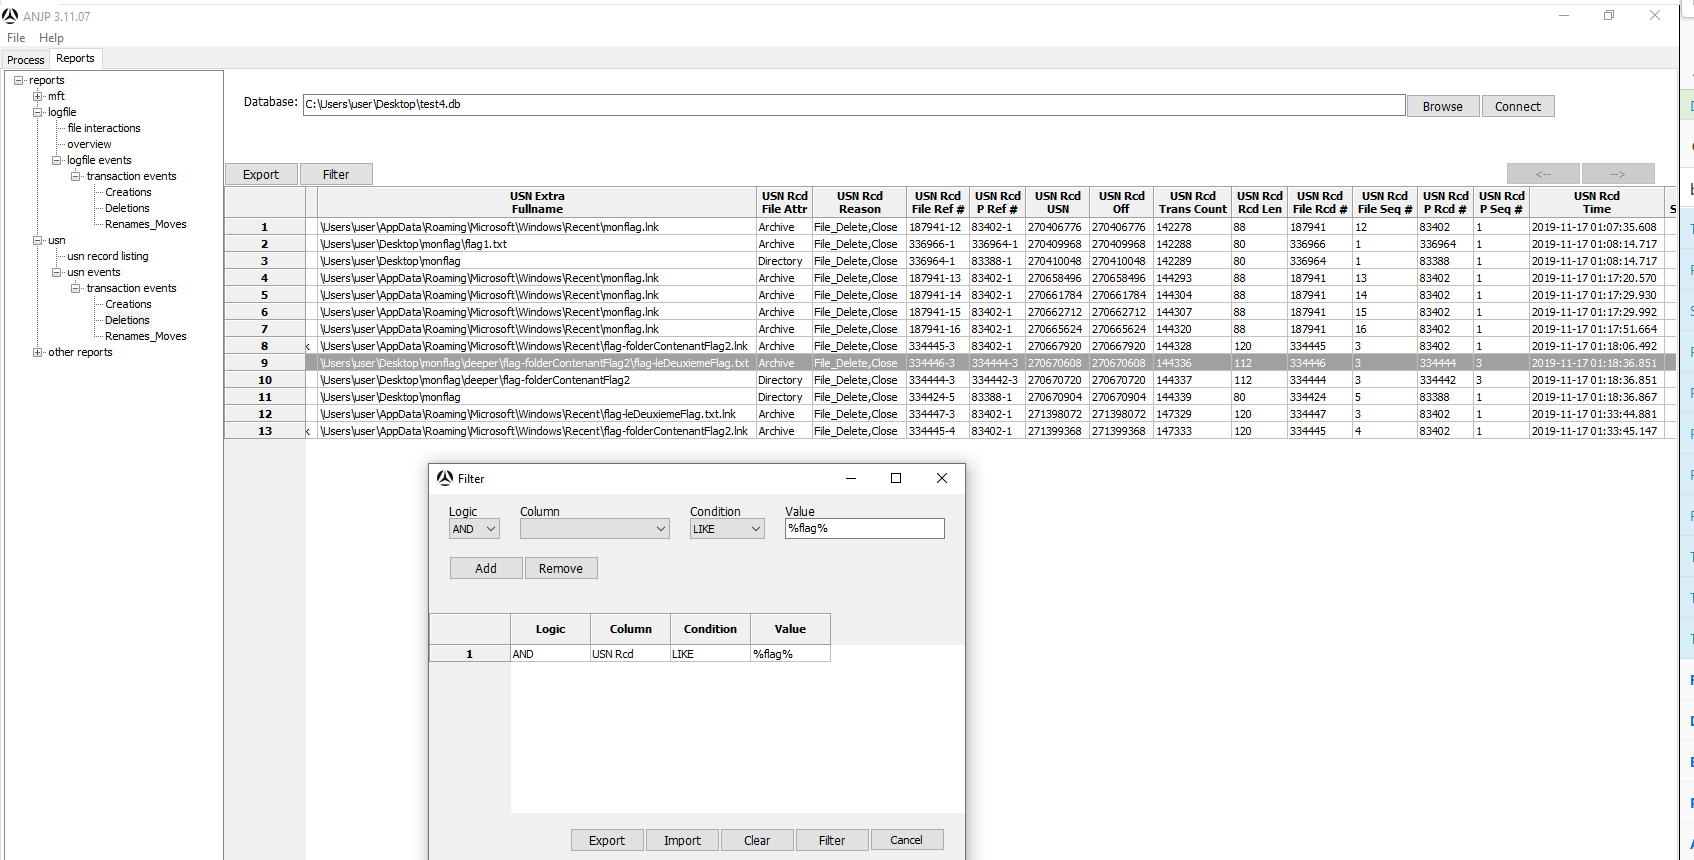 ANJP 3.11.07
File Help
Process Reports
reports
mft
logfile
file interactions
overview
logfile events
transaction events
Creations
Deletions
Renames_Moves
usn
usn record listing
usn events
transaction events
Creations
Deletions
Renames_Moves
other reports
Database: C:\Users\user\Desktop\test4.db Browse Connect
Export Filter <-- -->
USN Extra Fullname USN Rcd File Attr USN Rcd Reason USN Rcd File Ref # USN Rcd P Ref # USN Rcd USN USN Rcd Off USN Rcd Trans Count USN Rcd Rcd Len USN Rcd File Rcd # USN Rcd File Seq # USN Rcd P Rcd # USN Rcd P Seq # USN Rcd Time S
1 \Users\user\AppData\Roaming\Microsoft\Windows\Recent\monflag.lnk Archive File_Delete,Close 187941-12 83402-1 270406776 270406776 142278 88 187941 12 83402 1 2019-11-17 01:07:35.608
2 \Users\user\Desktop\monflag\flag1.txt Archive File_Delete,Close 336966-1 336964-1 270409968 270409968 142288 80 336966 1 336964 1 2019-11-17 01:08:14.717
3 \Users\user\Desktop\monflag Directory File_Delete,Close 336964-1 83388-1 270410048 270410048 142289 80 336964 1 83388 1 2019-11-17 01:08:14.717
4 \Users\user\AppData\Roaming\Microsoft\Windows\Recent\monflag.lnk Archive File_Delete,Close 187941-13 83402-1 270658496 270658496 144293 88 187941 13 83402 1 2019-11-17 01:17:20.570
5 \Users\user\AppData\Roaming\Microsoft\Windows\Recent\monflag.lnk Archive File_Delete,Close 187941-14 83402-1 270661784 270661784 144304 88 187941 14 83402 1 2019-11-17 01:17:29.930
6 \Users\user\AppData\Roaming\Microsoft\Windows\Recent\monflag.lnk Archive File_Delete,Close 187941-15 83402-1 270662712 270662712 144307 88 187941 15 83402 1 2019-11-17 01:17:29.992
7 \Users\user\AppData\Roaming\Microsoft\Windows\Recent\monflag.lnk Archive File_Delete,Close 187941-16 83402-1 270665624 270665624 144320 88 187941 16 83402 1 2019-11-17 01:17:51.664
8 k \Users\user\AppData\Roaming\Microsoft\Windows\Recent\flag-folderContenantFlag2.lnk Archive File_Delete,Close 334445-3 83402-1 270667920 270667920 144328 120 334445 3 83402 1 2019-11-17 01:18:06.492
9 \Users\user\Desktop\monflag\deeper\flag-folderContenantFlag2\flag-leDeuxiemeFlag.txt Archive File_Delete,Close 334446-3 334444-3 270670608 270670608 144336 112 334446 3 334444 3 2019-11-17 01:18:36.851
10 \Users\user\Desktop\monflag\deeper\flag-folderContenantFlag2 Directory File_Delete,Close 334444-3 334442-3 270670720 270670720 144337 112 334444 3 334442 3 2019-11-17 01:18:36.851
11 \Users\user\Desktop\monflag Directory File_Delete,Close 334424-5 83388-1 270670904 270670904 144339 80 334424 5 83388 1 2019-11-17 01:18:36.867
12 \Users\user\AppData\Roaming\Microsoft\Windows\Recent\flag-leDeuxiemeFlag.txt.lnk Archive File_Delete,Close 334447-3 83402-1 271398072 271398072 147329 120 334447 3 83402 1 2019-11-17 01:33:44.881
13 k \Users\user\AppData\Roaming\Microsoft\Windows\Recent\flag-folderContenantFlag2.lnk Archive File_Delete,Close 334445-4 83402-1 271399368 271399368 147333 120 334445 4 83402 1 2019-11-17 01:33:45.147
Filter
Logic Column Condition Value
AND LIKE %flag%
Add Remove
Logic Column Condition Value
1 AND USN Rcd LIKE %flag%
Export Import Clear Filter Cancel